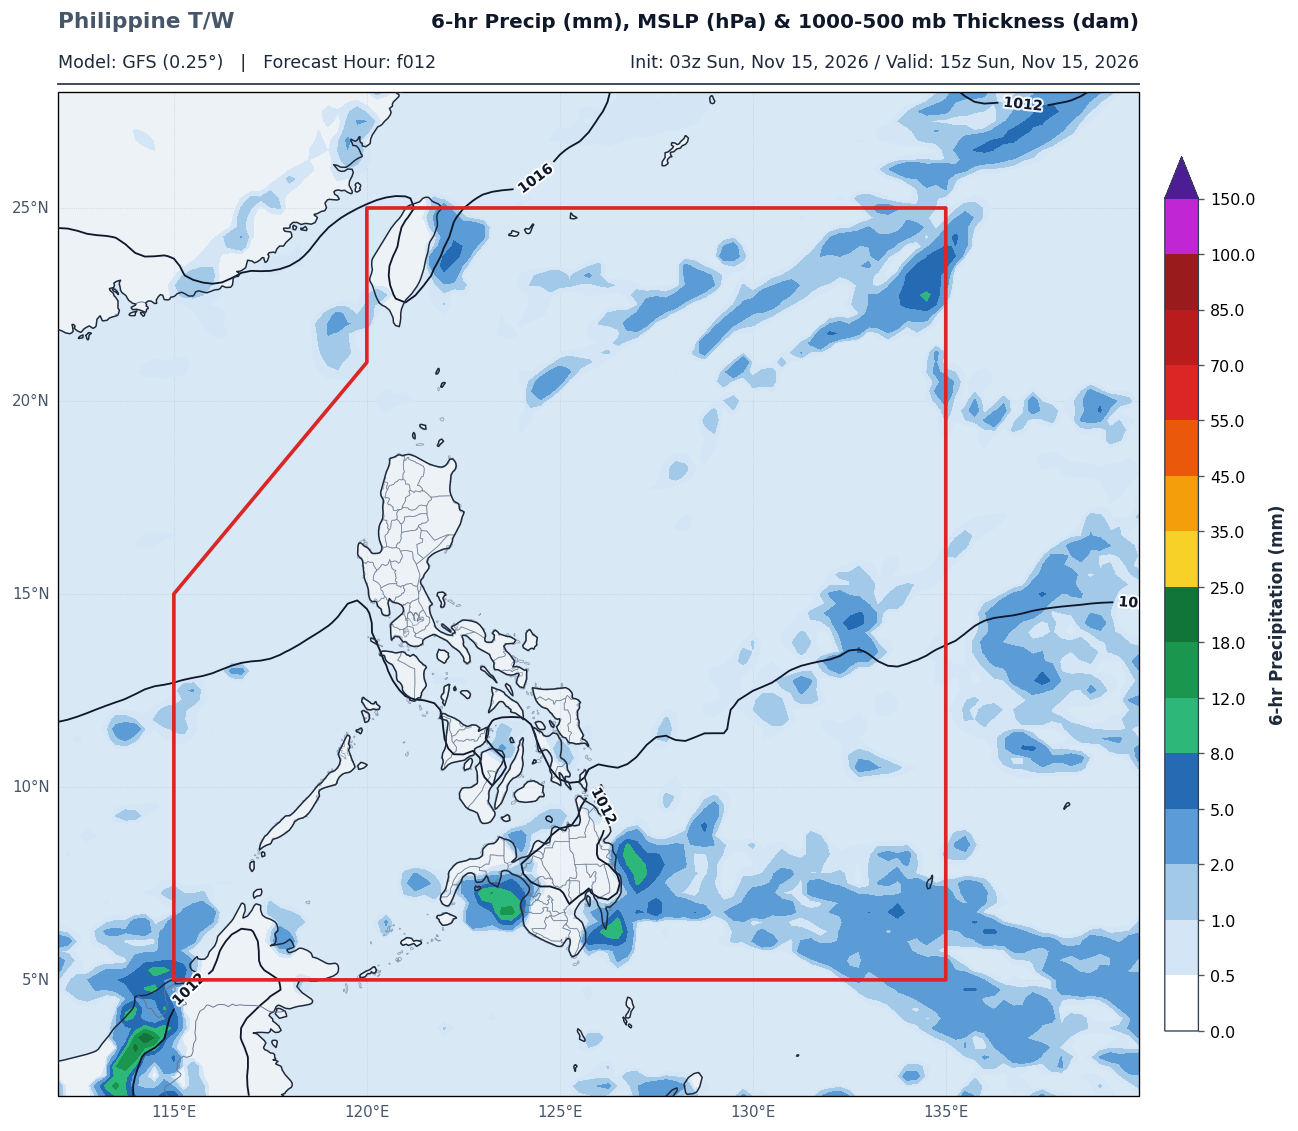 Philippine T/W
6-hr Precip (mm), MSLP (hPa) & 1000-500 mb Thickness (dam)
Model: GFS (0.25°) | Forecast Hour: f012
Init: 03z Sun, Nov 15, 2026 / Valid: 15z Sun, Nov 15, 2026
1012
1016
10
1012
1012
25°N
20°N
15°N
10°N
5°N
115°E
120°E
125°E
130°E
135°E
150.0
100.0
85.0
70.0
55.0
45.0
35.0
25.0
18.0
12.0
8.0
5.0
2.0
1.0
0.5
0.0
6-hr Precipitation (mm)